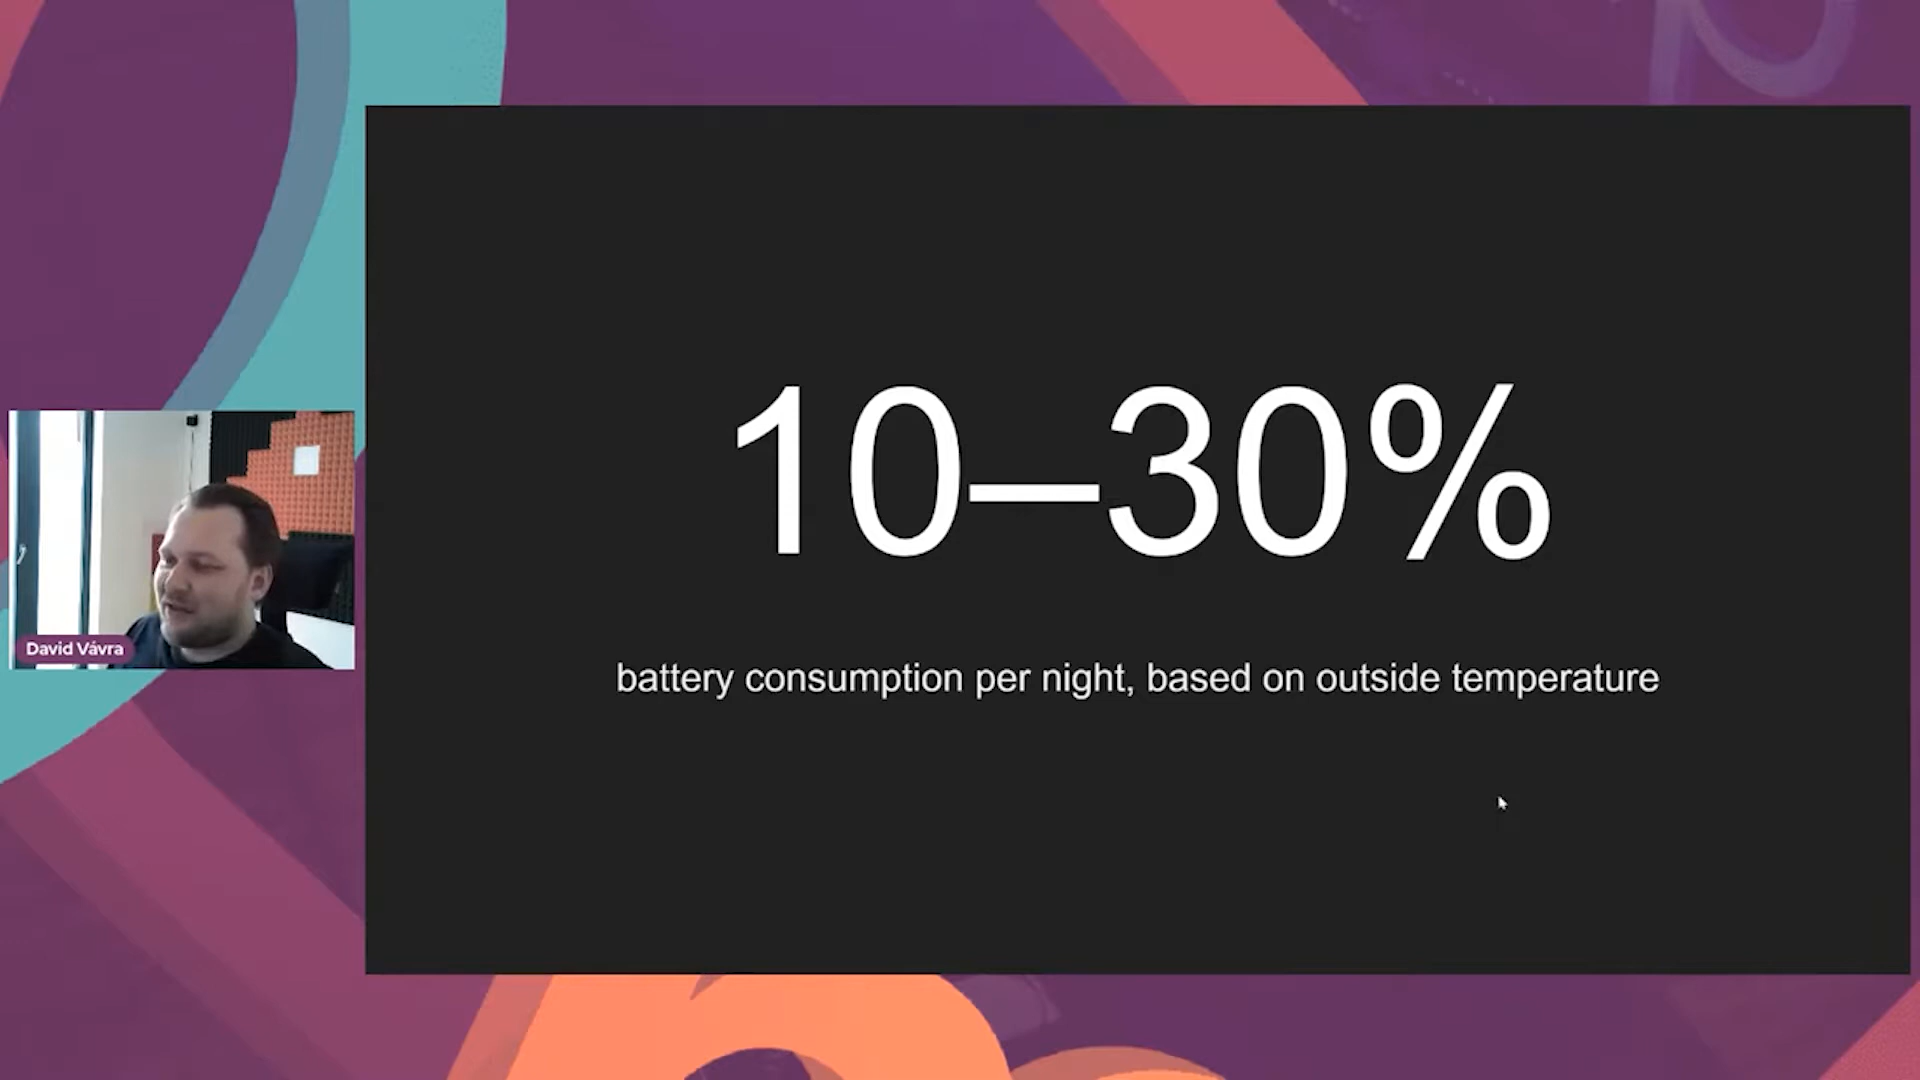 10–30%
battery consumption per night, based on outside temperature
David Vávra